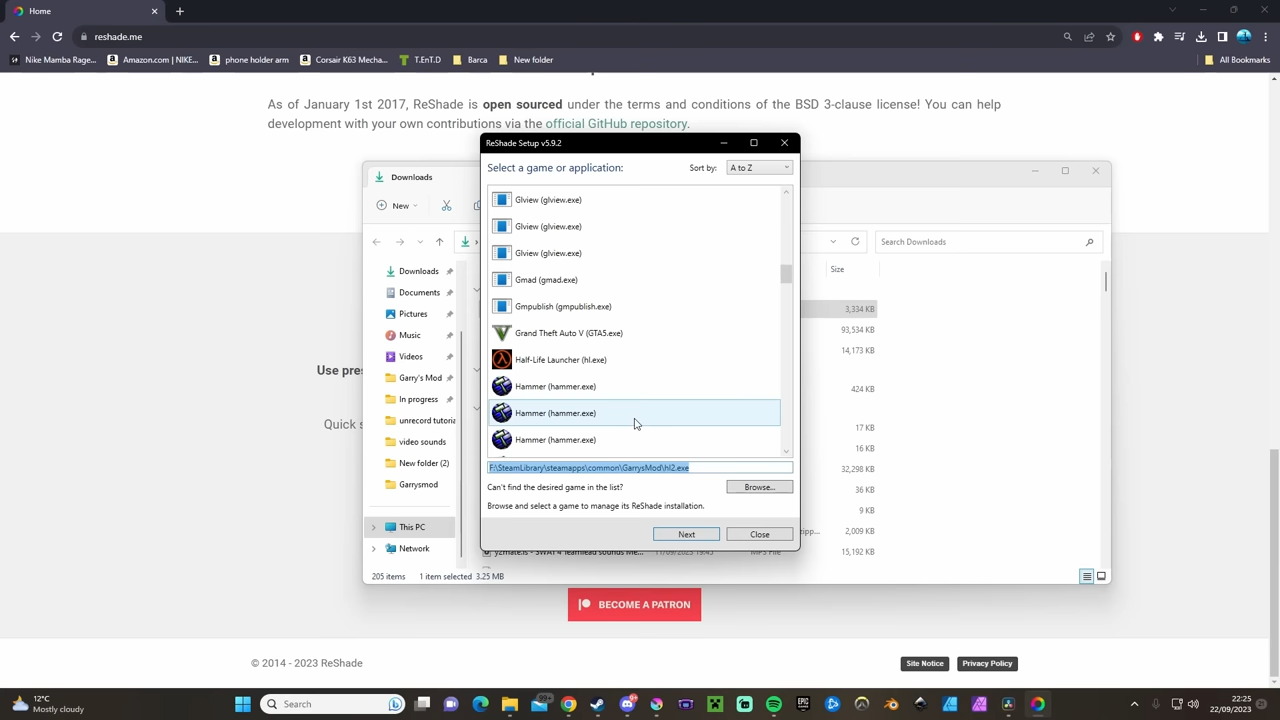 Home
reshade.me
Nike Mamba Rage...
Amazon.com | NIKE...
phone holder arm
Corsair K63 Mecha...
T.EnT.D
Barca
New folder
All Bookmarks
As of January 1st 2017, ReShade is open sourced under the terms and conditions of the BSD 3-clause license! You can help
development with your own contributions via the official GitHub repository.
ReShade Setup v5.9.2
Select a game or application:
Sort by:
A to Z
Downloads
New
Search Downloads
Size
Downloads
Documents
Pictures
Music
Videos
Garry's Mod
In progress
unrecord tutoria
video sounds
New folder (2)
Garrysmod
This PC
Network
Glview (glview.exe)
Glview (glview.exe)
Glview (glview.exe)
Gmad (gmad.exe)
Gmpublish (gmpublish.exe)
Grand Theft Auto V (GTA5.exe)
Half-Life Launcher (hl.exe)
Hammer (hammer.exe)
Hammer (hammer.exe)
Hammer (hammer.exe)
F:\SteamLibrary\steamapps\common\GarrysMod\hl2.exe
Can't find the desired game in the list?
Browse...
Browse and select a game to manage its ReShade installation.
Next
Close
3,334 KB
93,534 KB
14,173 KB
424 KB
17 KB
16 KB
32,298 KB
36 KB
9 KB
zipp...
2,009 KB
15,192 KB
Use pres
Quick s
205 items
1 item selected 3.25 MB
BECOME A PATRON
© 2014 - 2023 ReShade
Site Notice
Privacy Policy
12°C
Mostly cloudy
Search
99+
9+
22:25
22/09/2023